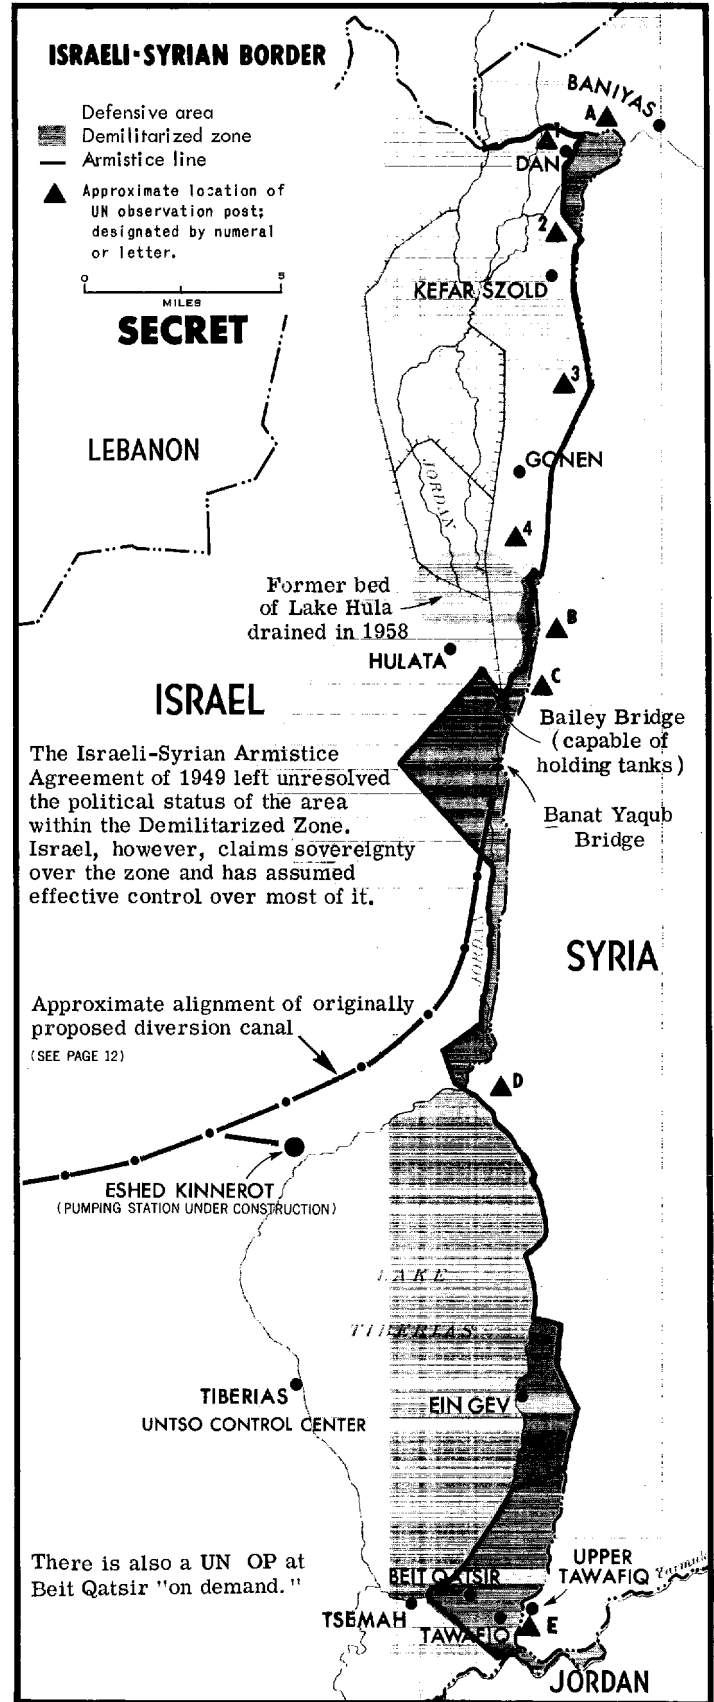 ISRAELI-SYRIAN BORDER
Defensive area
Demilitarized zone
Armistice line
Approximate location of
UN observation post;
designated by numeral
or letter.
0 5
MILES
SECRET
BANIYAS
A
1
DAN
2
KEFAR SZOLD
3
LEBANON
GONEN
JORDAN
4
Former bed
of Lake Hula
drained in 1958
B
HULATA
C
ISRAEL
Bailey Bridge
(capable of
holding tanks)
The Israeli-Syrian Armistice
Agreement of 1949 left unresolved
the political status of the area
within the Demilitarized Zone.
Israel, however, claims sovereignty
over the zone and has assumed
effective control over most of it.
Banat Yaqub
Bridge
JORDAN
SYRIA
Approximate alignment of originally
proposed diversion canal
(SEE PAGE 12)
D
ESHED KINNEROT
(PUMPING STATION UNDER CONSTRUCTION)
LAKE
TIBERIAS
TIBERIAS
UNTSO CONTROL CENTER
EIN GEV
There is also a UN OP at
Beit Qatsir "on demand."
BEIT QATSIR
UPPER
TAWAFIQ
Yarmuk
TSEMAH
TAWAFIQ
E
JORDAN